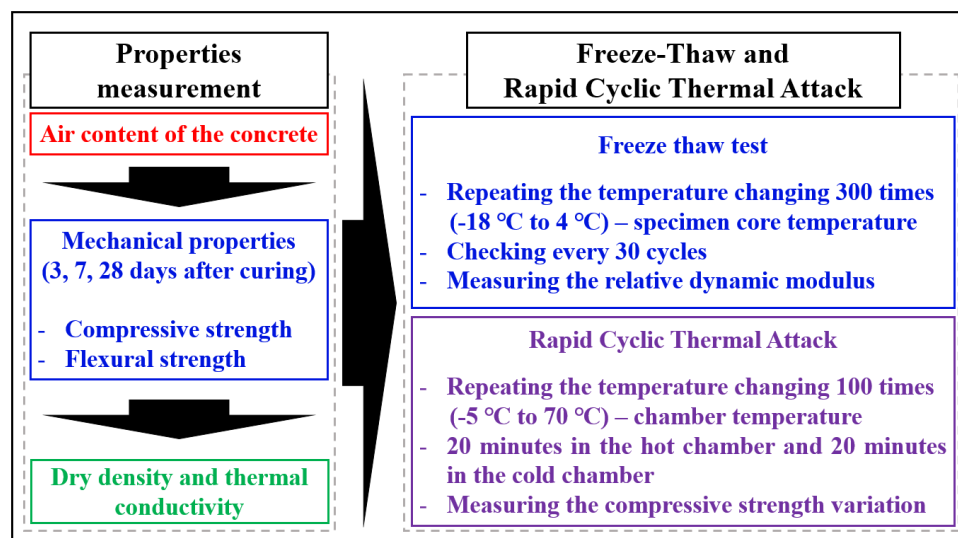 Properties
measurement
Air content of the concrete
Mechanical properties
(3, 7, 28 days after curing)
- Compressive strength
- Flexural strength
Dry density and thermal
conductivity
Freeze-Thaw and
Rapid Cyclic Thermal Attack
Freeze thaw test
- Repeating the temperature changing 300 times
(-18 ℃ to 4 ℃) – specimen core temperature
- Checking every 30 cycles
- Measuring the relative dynamic modulus
Rapid Cyclic Thermal Attack
- Repeating the temperature changing 100 times
(-5 ℃ to 70 ℃) – chamber temperature
- 20 minutes in the hot chamber and 20 minutes
in the cold chamber
- Measuring the compressive strength variation